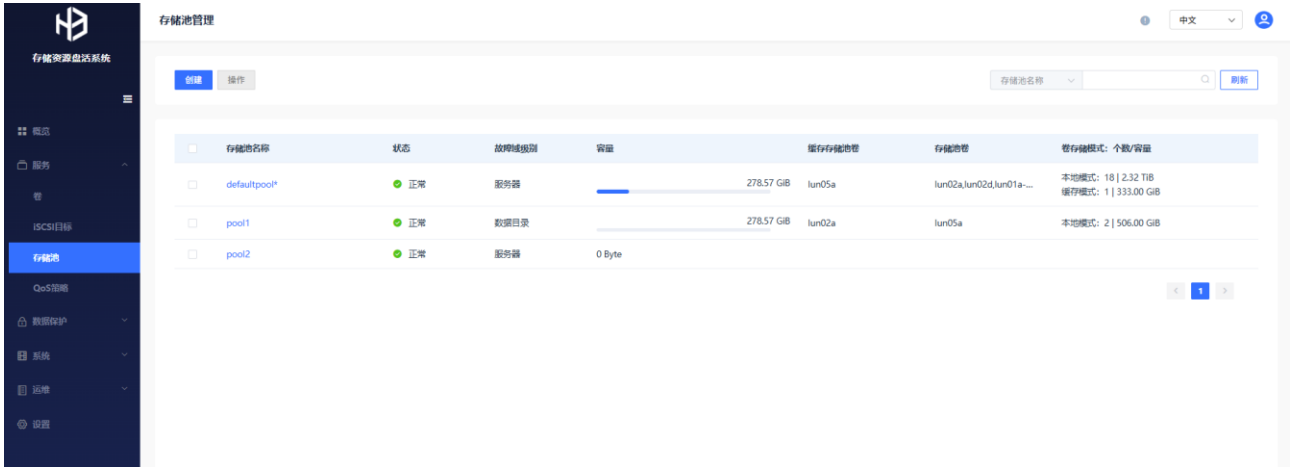 存储池管理
中文
存储资源盘活系统
创建 操作 存储池名称 刷新
概览
服务
卷
iSCSI目标
存储池
QoS策略
数据保护
系统
运维
设置
存储池名称 状态 故障域级别 容量 缓存存储池卷 存储池卷 卷存储模式：个数/容量
defaultpool* 正常 服务器 278.57 GiB lun05a lun02a,lun02d,lun01a-... 本地模式：18 | 2.32 TiB
缓存模式：1 | 333.00 GiB
pool1 正常 数据目录 278.57 GiB lun02a lun05a 本地模式：2 | 506.00 GiB
pool2 正常 服务器 0 Byte
1